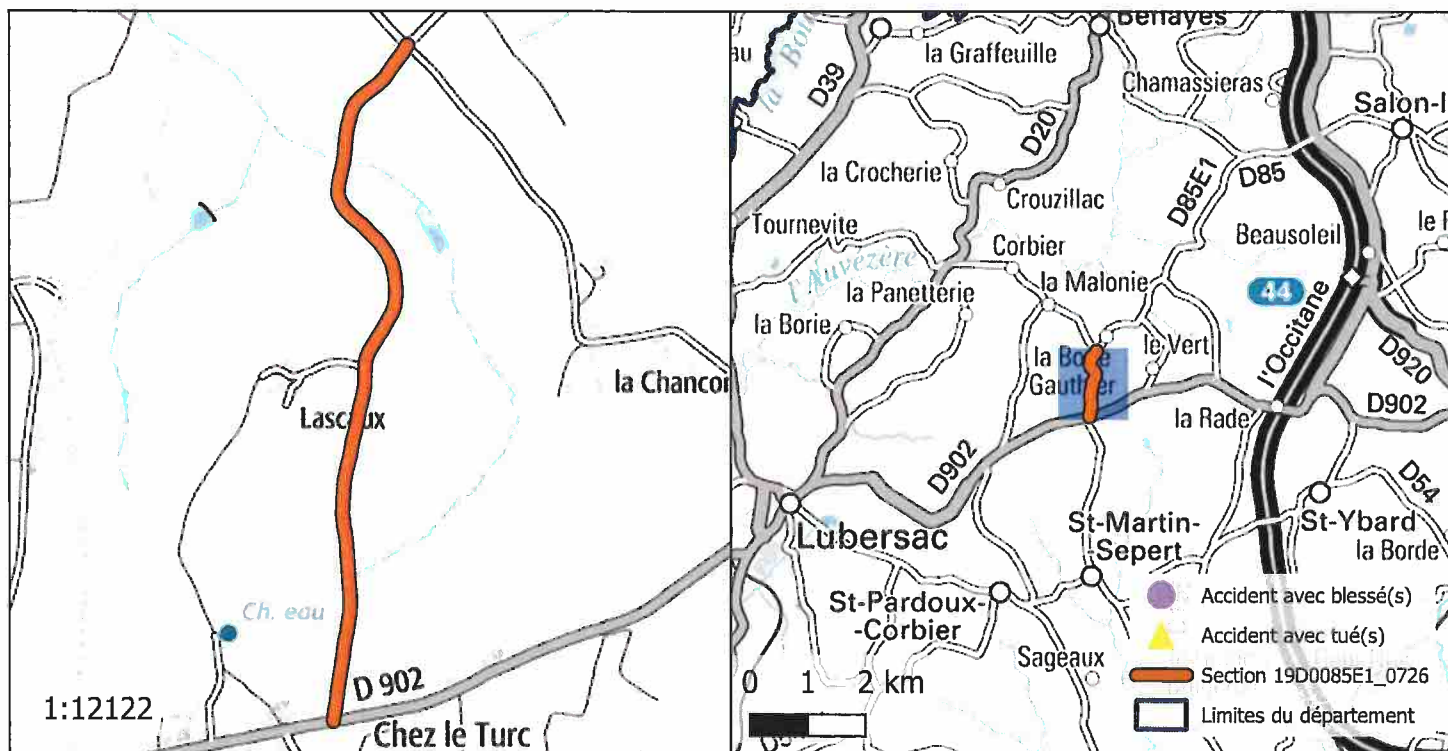 Lascaux
la Chancon
Ch. eau
D 902
1:12122
Chez le Turc
Benayes
la Graffeuille
D39
Chamassieras
Salon-l
D20
la Crocherie
Crouzillac
D85E1
D85
Tournevite
Corbier
Beausoleil
l'Auvézère
la Malonie
la Panetterie
44
la Borie
le Vert
l'Occitane
Gauthier
D920
la Rade
D902
D902
D54
Lubersac
St-Martin-
-Sepert
St-Ybard
la Borde
St-Pardoux-
-Corbier
Sageaux
0 1 2 km
Accident avec blessé(s)
Accident avec tué(s)
Section 19D0085E1_0726
Limites du département